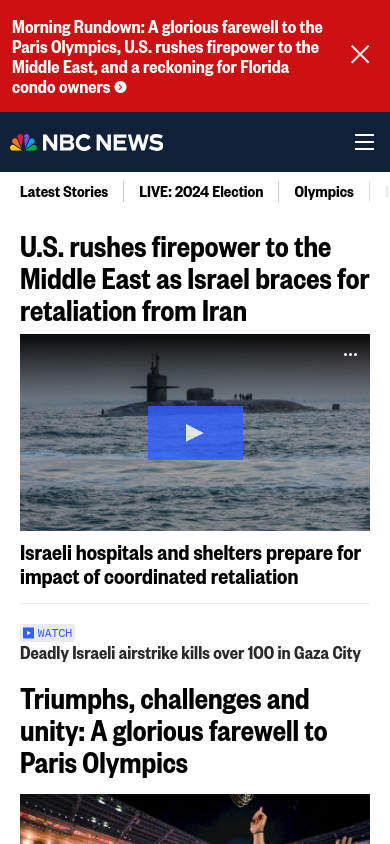 Morning Rundown: A glorious farewell to the
Paris Olympics, U.S. rushes firepower to the
Middle East, and a reckoning for Florida
condo owners
NBC NEWS
Latest Stories
LIVE: 2024 Election
Olympics
U.S. rushes firepower to the
Middle East as Israel braces for
retaliation from Iran
Israeli hospitals and shelters prepare for
impact of coordinated retaliation
WATCH
Deadly Israeli airstrike kills over 100 in Gaza City
Triumphs, challenges and
unity: A glorious farewell to
Paris Olympics